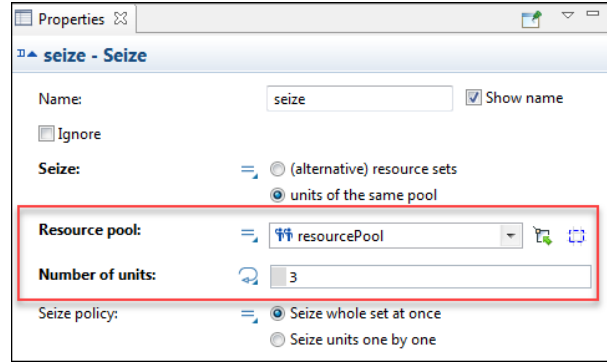 Properties
seize - Seize
Name: seize Show name
Ignore
Seize: (alternative) resource sets
units of the same pool
Resource pool: resourcePool
Number of units: 3
Seize policy: Seize whole set at once
Seize units one by one